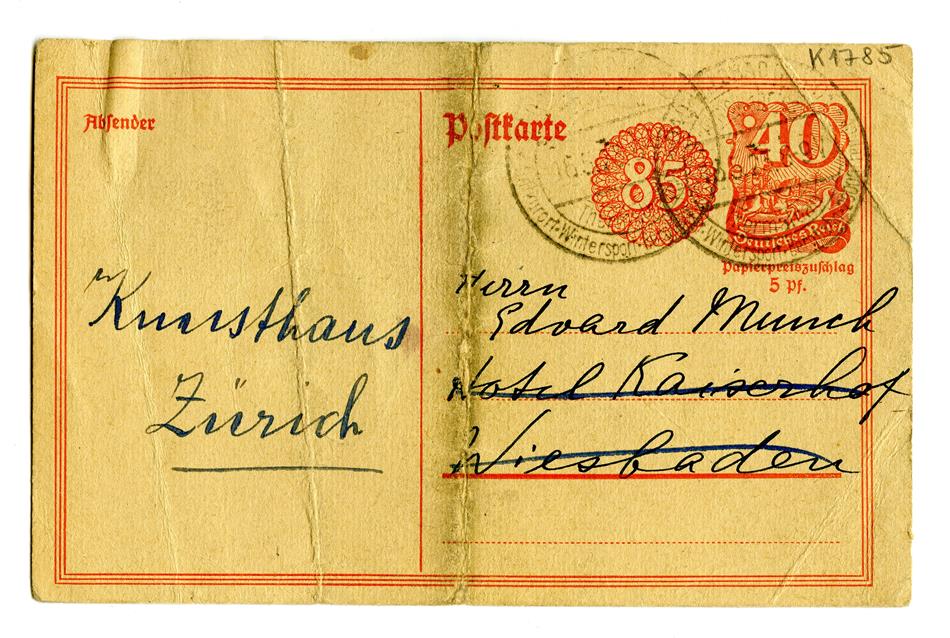 K1785
Absender
Postkarte
85
40
Deutsches Reich
Papierpreiszuschlag
5 Pf.
Herrn
Edvard Munch
Hotel Kaiserhof
Wiesbaden
Kunsthaus
Zürich